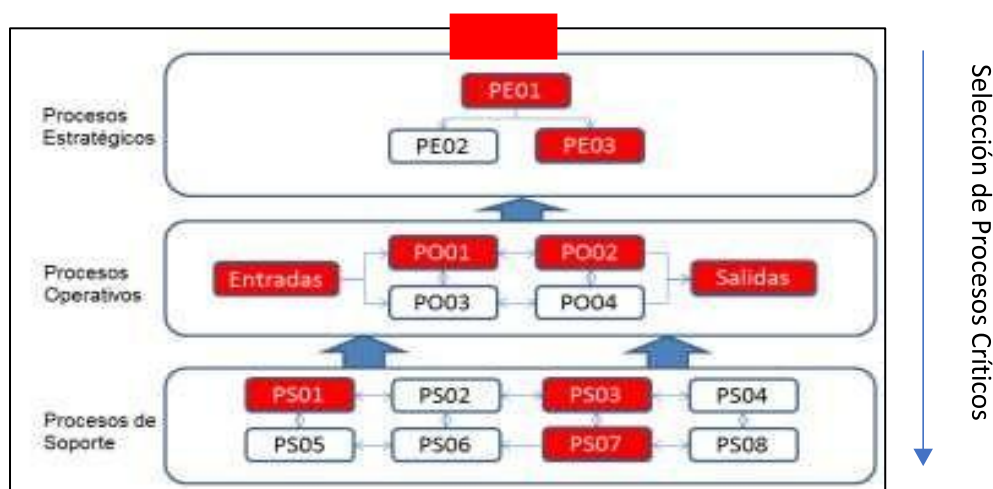 PE01
Procesos
Estratégicos
PE02
PE03
PO01
PO02
Procesos
Operativos
Entradas
Salidas
PO03
PO04
PS01
PS02
PS03
PS04
Procesos de
Soporte
PS05
PS06
PS07
PS08
Selección de Procesos Críticos